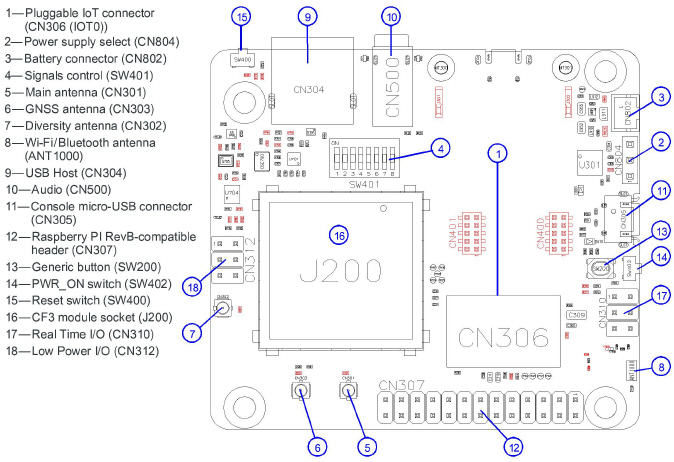 1—Pluggable IoT connector
(CN306 (IOT0))
2—Power supply select (CN804)
3—Battery connector (CN802)
4—Signals control (SW401)
5—Main antenna (CN301)
6—GNSS antenna (CN303)
7—Diversity antenna (CN302)
8—Wi-Fi/Bluetooth antenna
(ANT1000)
9—USB Host (CN304)
10—Audio (CN500)
11—Console micro-USB connector
(CN305)
12—Raspberry PI RevB-compatible
header (CN307)
13—Generic button (SW200)
14—PWR_ON switch (SW402)
15—Reset switch (SW400)
16—CF3 module socket (J200)
17—Real Time I/O (CN310)
18—Low Power I/O (CN312)
15
9
10
SW400
CN304
CN500
3
CN802
4
1
2
CN804
U301
ON
1 2 3 4 5 6 7 8
SW401
11
CN305
16
J200
CN401
CN400
13
SW200
14
SW402
CN312
18
17
CN310
7
CN302
CN306
C309
8
CN303
CN301
CN307
6
5
12